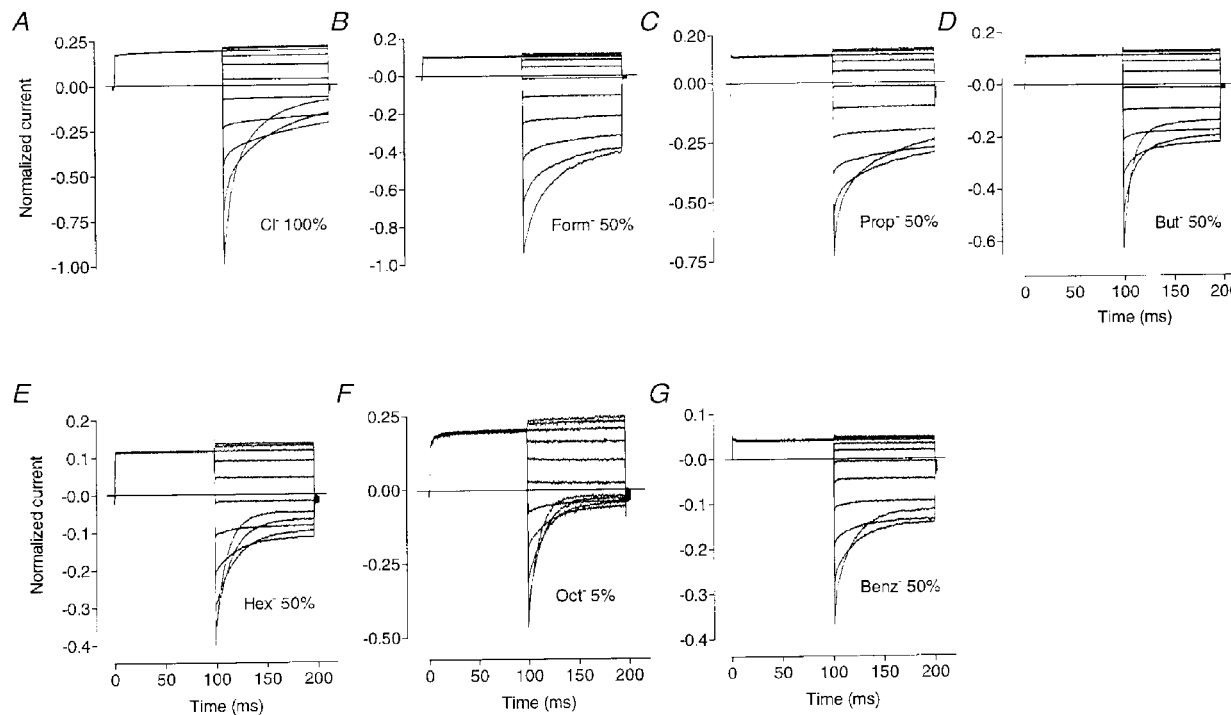 A
B
C
D
Normalized current
0.25
0.00
-0.25
-0.50
-0.75
-1.00
Cl⁻ 100%
0.2
-0.0
-0.2
-0.4
-0.6
-0.8
-1.0
Form⁻ 50%
0.25
0.00
-0.25
-0.50
-0.75
Prop⁻ 50%
0.2
-0.0
-0.2
-0.4
-0.6
But⁻ 50%
0 50 100 150 200
Time (ms)
E
F
G
Normalized current
0.2
0.1
-0.0
-0.1
-0.2
-0.3
-0.4
Hex⁻ 50%
0 50 100 150 200
Time (ms)
0.25
0.00
-0.25
-0.50
Oct⁻ 5%
0 50 100 150 200
Time (ms)
0.1
-0.0
-0.1
-0.2
-0.3
-0.4
Benz⁻ 50%
0 50 100 150 200
Time (ms)